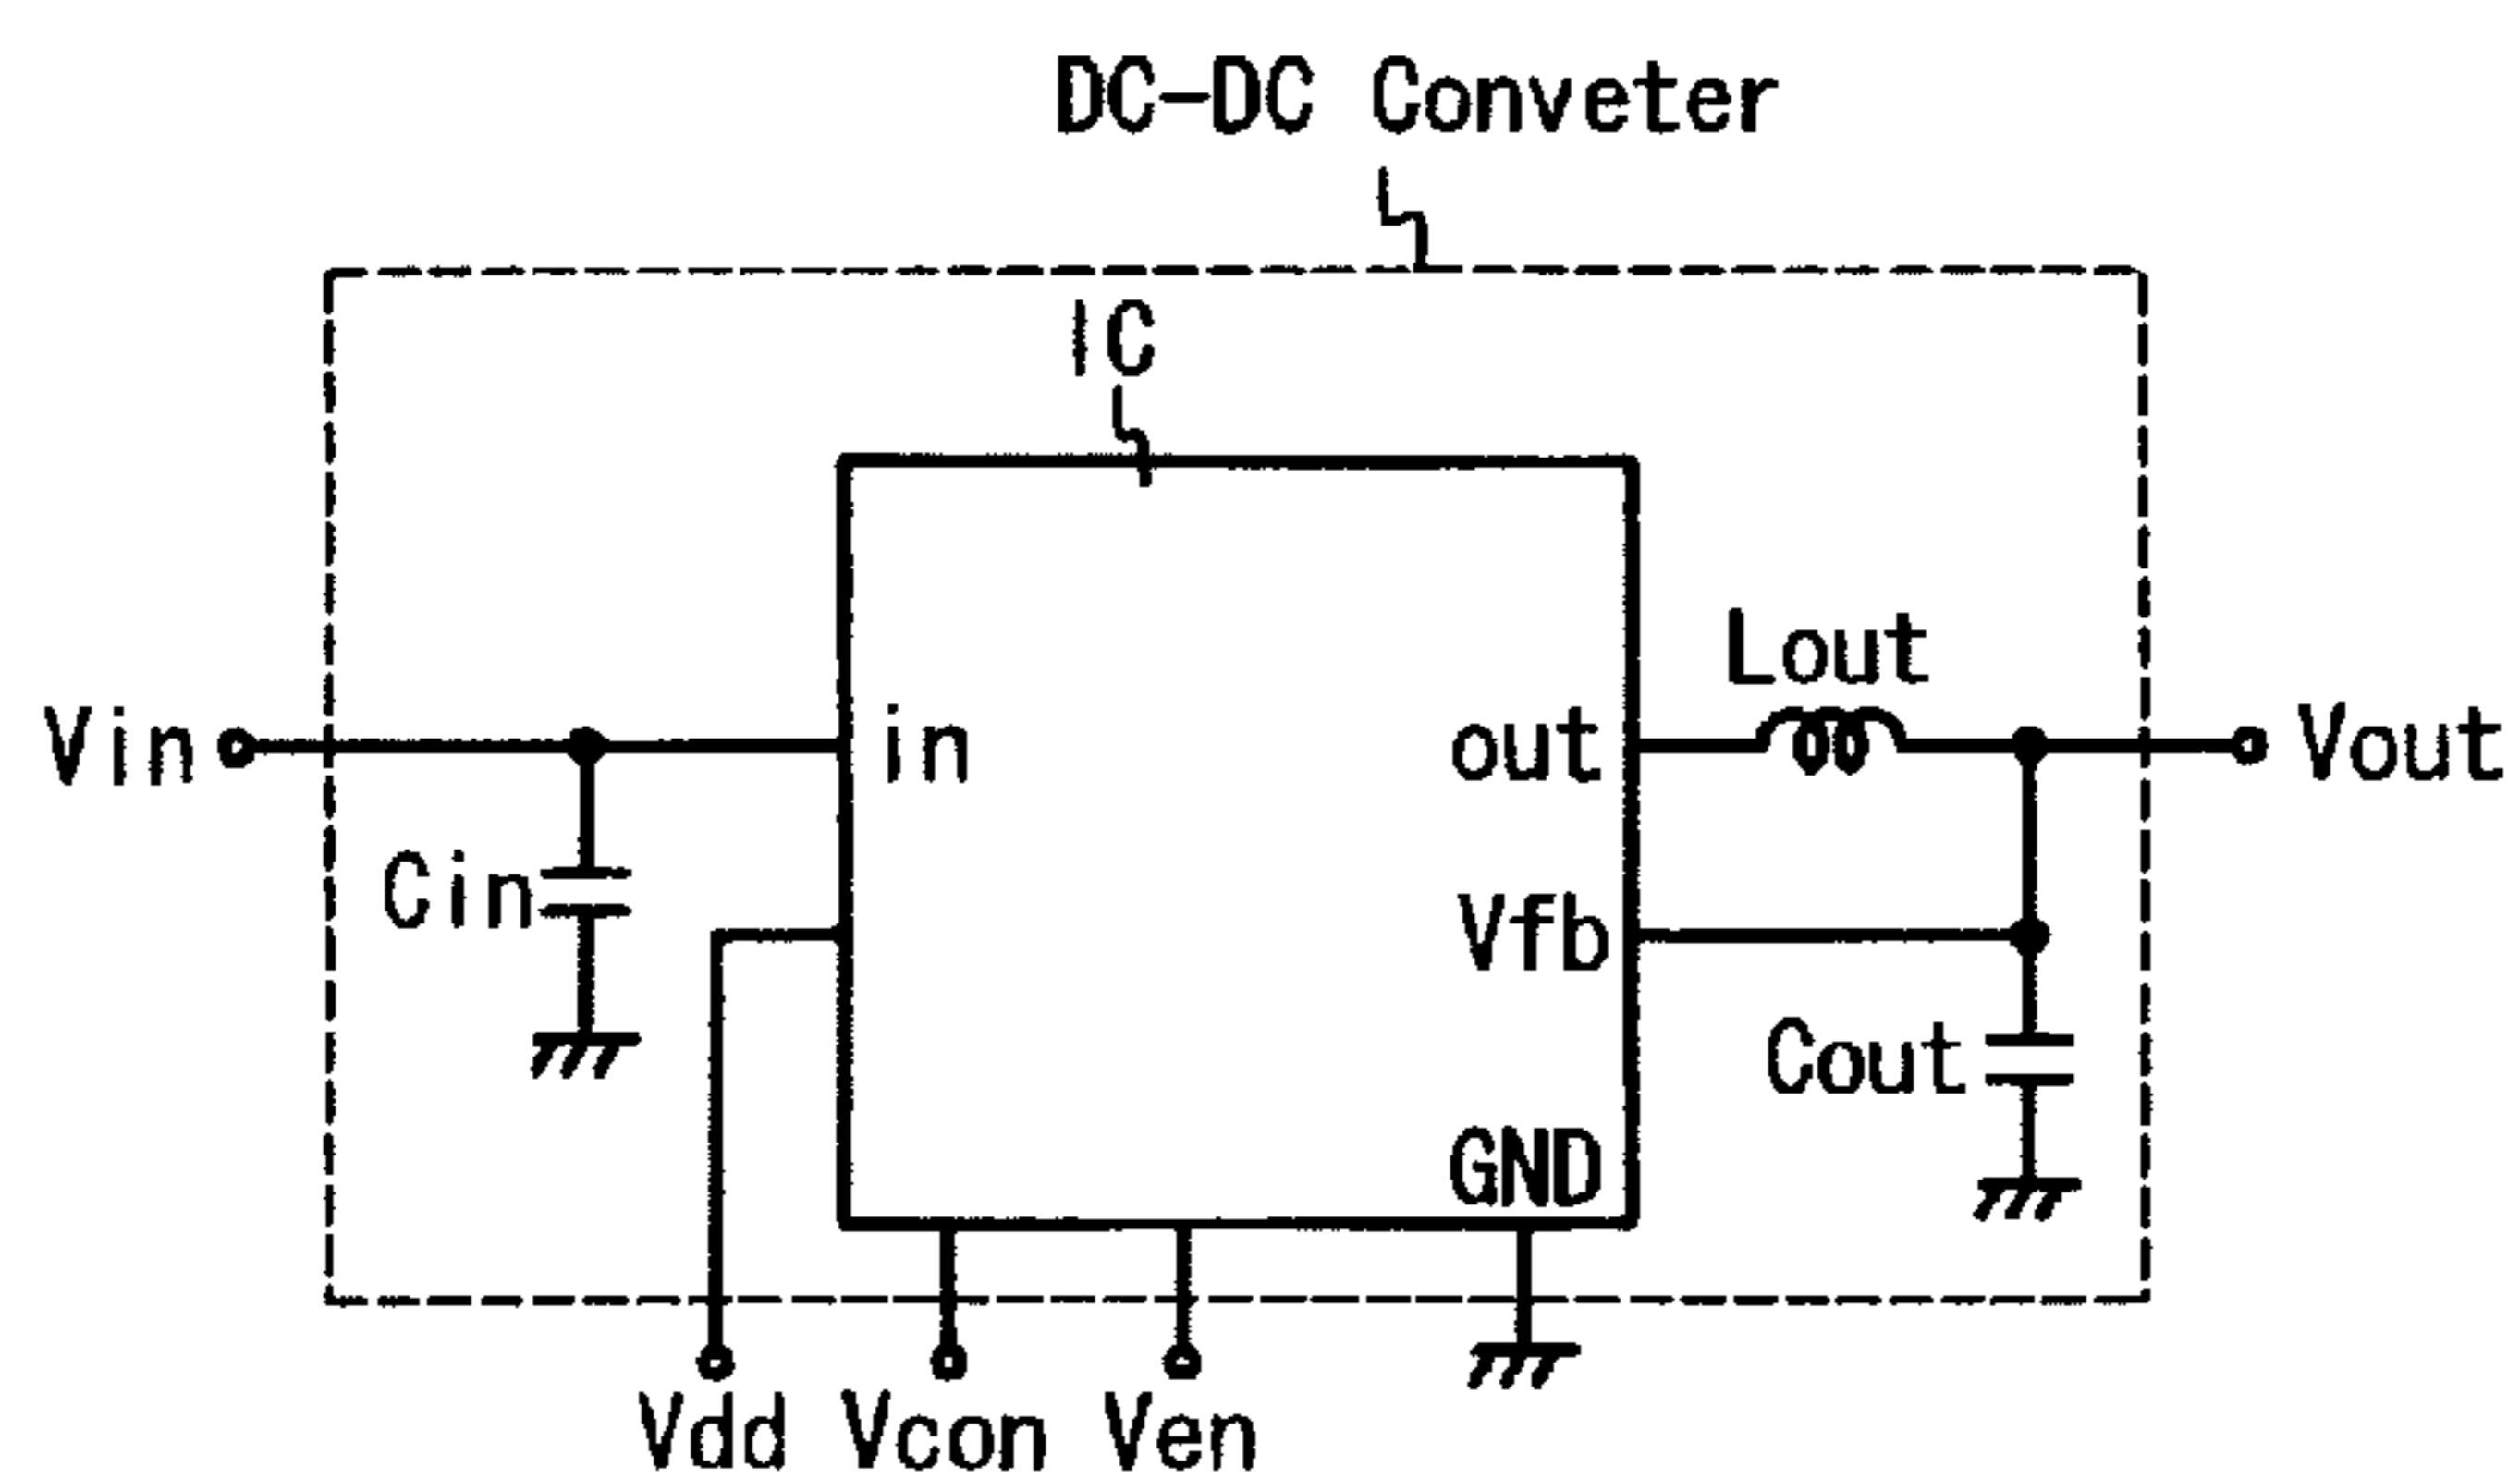 DC-DC Conveter
IC
Lout
Vin
in
out
Vout
Cin
Vfb
Cout
GND
Vdd Vcon Ven